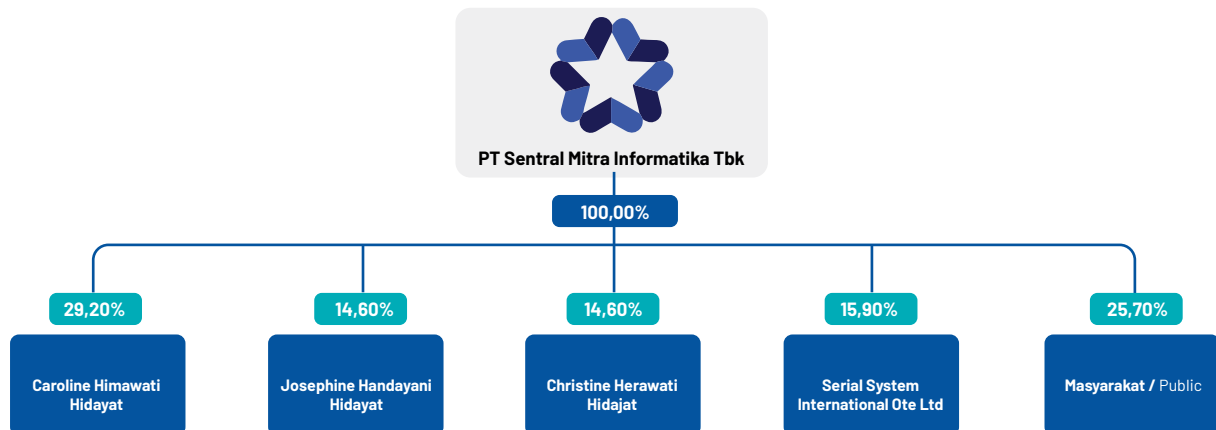 PT Sentral Mitra Informatika Tbk
100,00%
29,20%
14,60%
14,60%
15,90%
25,70%
Caroline Himawati
Hidayat
Josephine Handayani
Hidayat
Christine Herawati
Hidajat
Serial System
International Ote Ltd
Masyarakat / Public